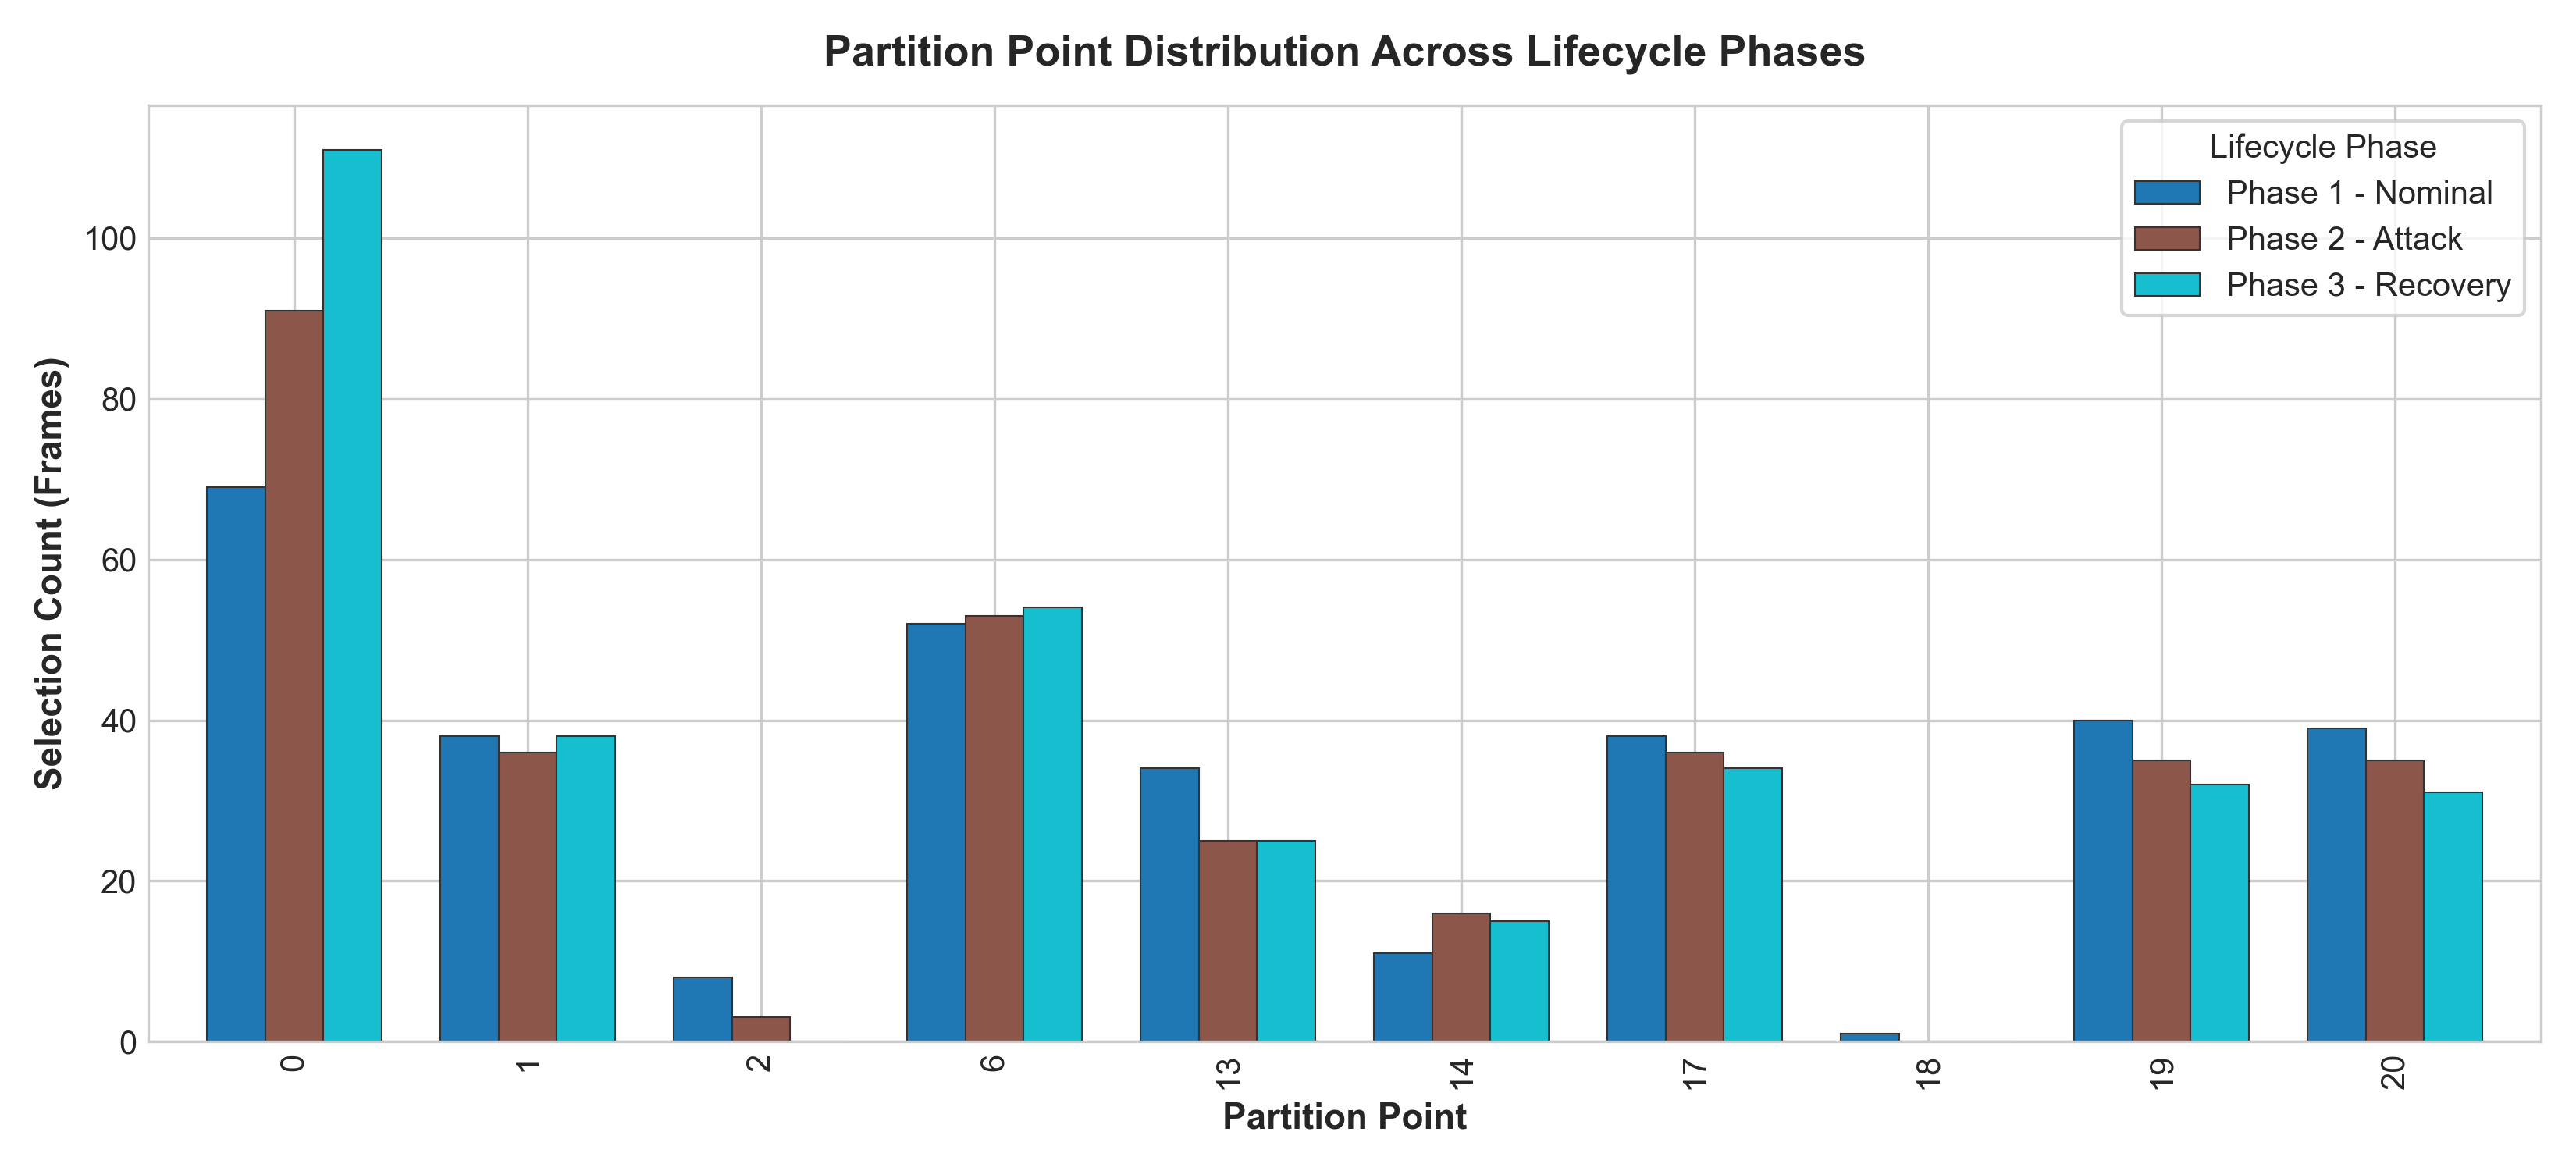 Partition Point Distribution Across Lifecycle Phases
Lifecycle Phase
Phase 1 - Nominal
Phase 2 - Attack
Phase 3 - Recovery
Selection Count (Frames)
100
80
60
40
20
0
0 1 2 6 13 14 17 18 19 20
Partition Point